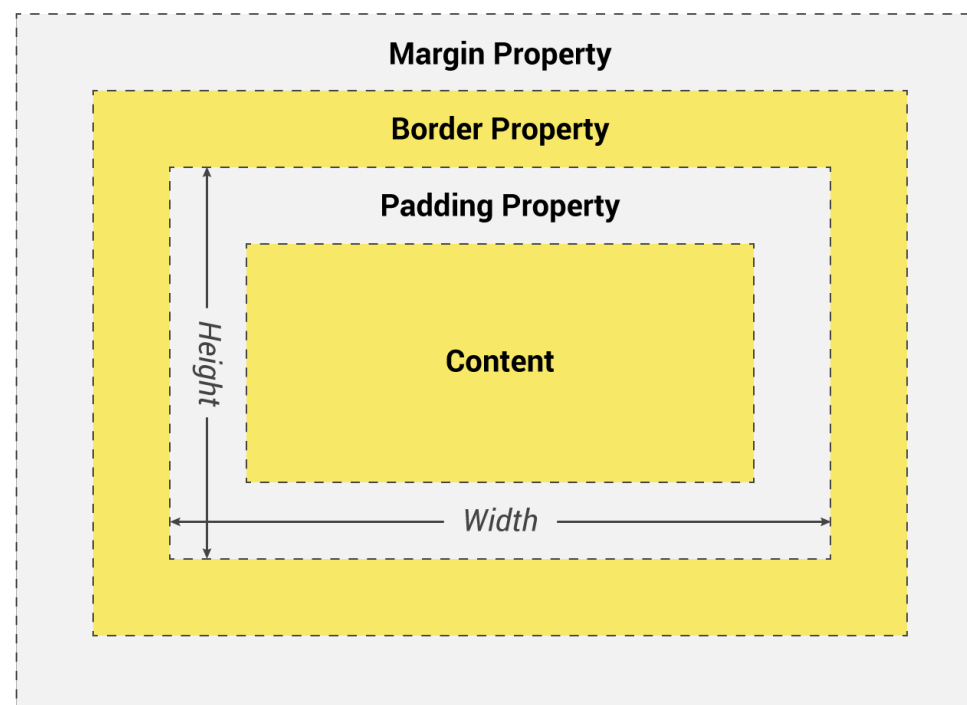 Margin Property
Border Property
Padding Property
Height
Content
Width